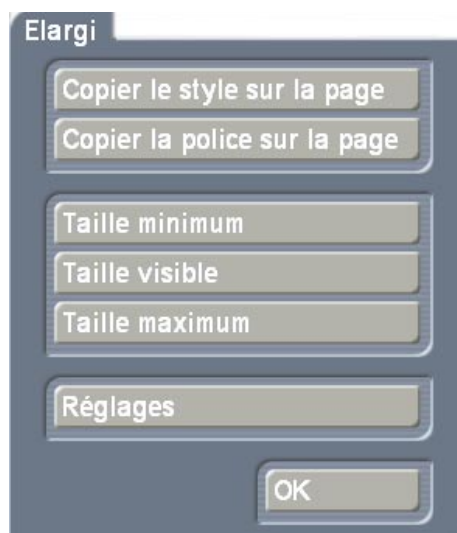 Elargi
Copier le style sur la page
Copier la police sur la page
Taille minimum
Taille visible
Taille maximum
Réglages
OK